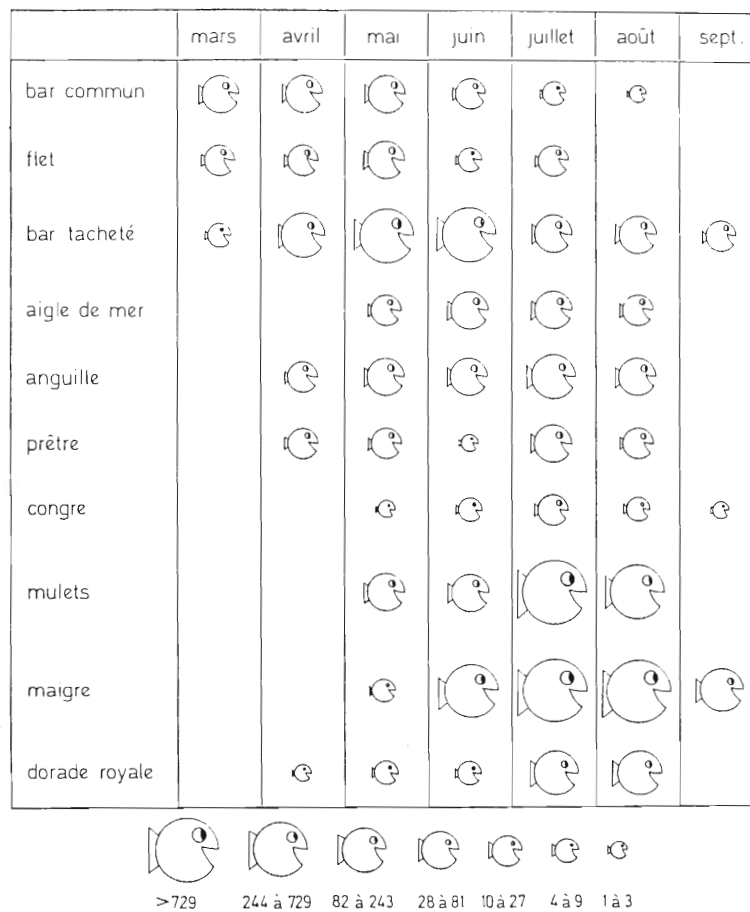 mars avril mai juin juillet août sept.
bar commun
flet
bar tacheté
aigle de mer
anguille
prêtre
congre
mulets
maigre
dorade royale
>729 244 à 729 82 à 243 28 à 81 10 à 27 4 à 9 1 à 3